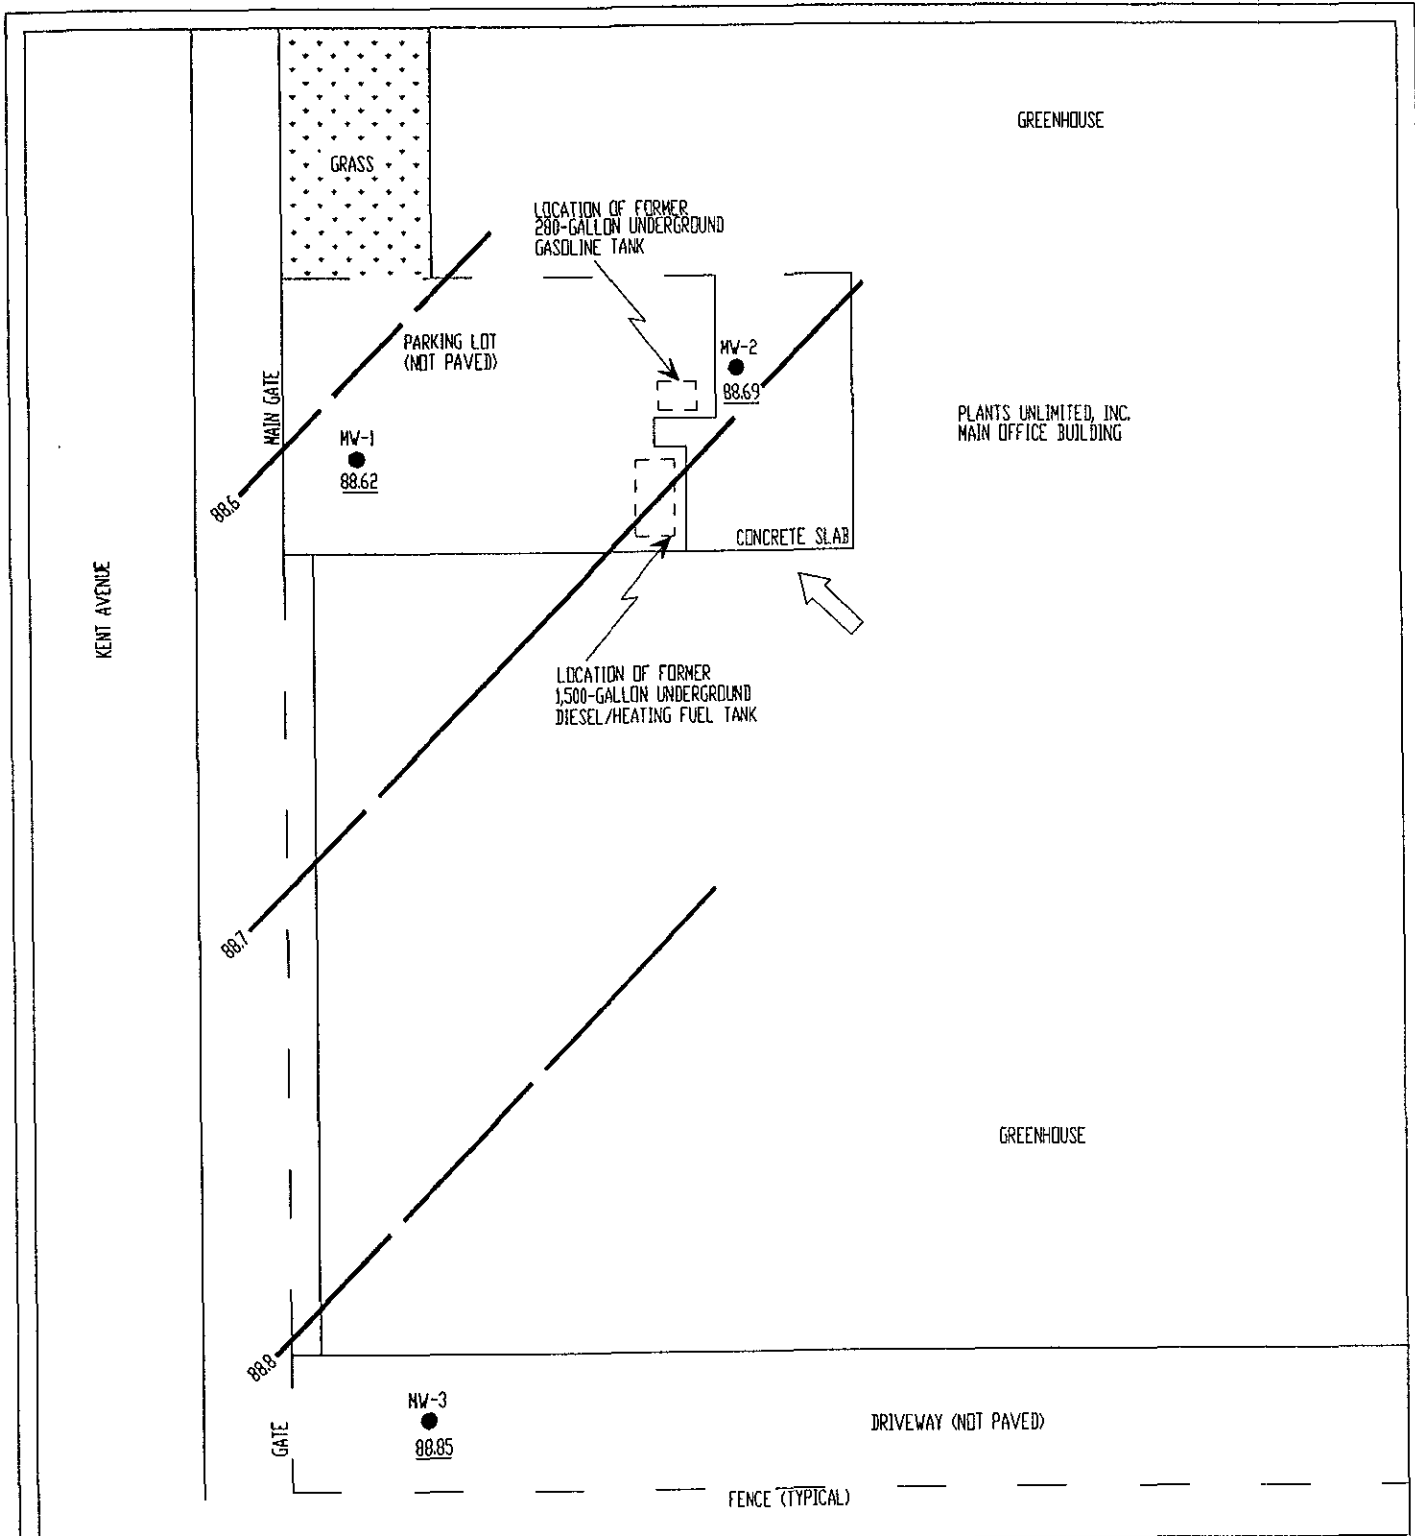 GREENHOUSE
GRASS
LOCATION OF FORMER
280-GALLON UNDERGROUND
GASOLINE TANK
PARKING LOT
(NOT PAVED)
MW-2
88.69
MAIN GATE
PLANTS UNLIMITED, INC.
MAIN OFFICE BUILDING
MW-1
88.62
88.6
CONCRETE SLAB
KENT AVENUE
LOCATION OF FORMER
1,500-GALLON UNDERGROUND
DIESEL/HEATING FUEL TANK
88.7
GREENHOUSE
88.8
MW-3
88.85
GATE
DRIVEWAY (NOT PAVED)
FENCE (TYPICAL)